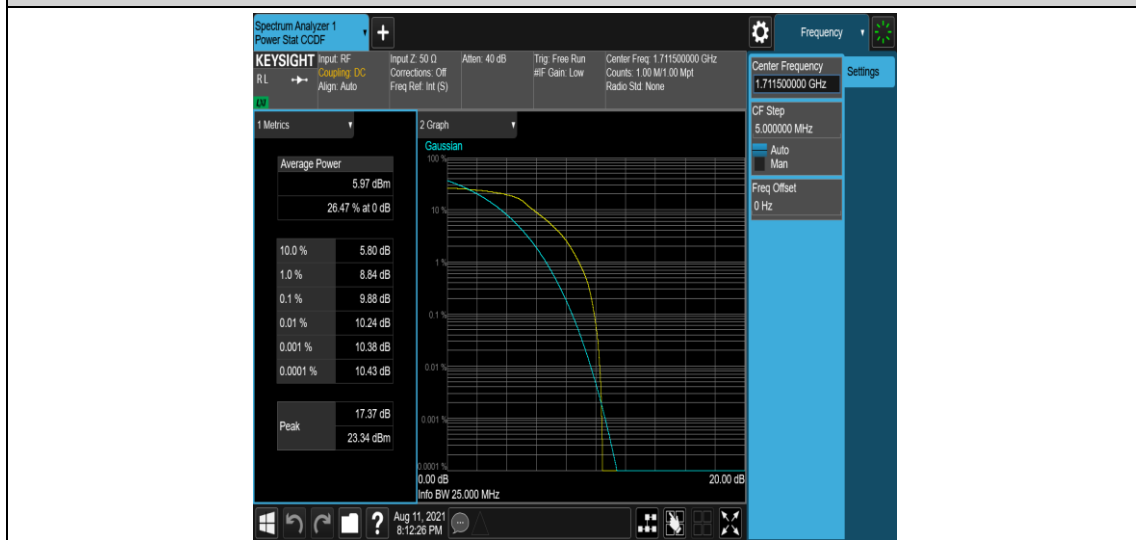 Spectrum Analyzer 1
Power Stat CCDF
+
Frequency
KEYSIGHT
RL
LXI
Input: RF
Coupling: DC
Align: Auto
Input Z: 50 Ω
Corrections: Off
Freq Ref: Int (S)
Atten: 40 dB
Trig: Free Run
#IF Gain: Low
Center Freq: 1.711500000 GHz
Counts: 1.00 M/1.00 Mpt
Radio Std: None
Center Frequency
1.711500000 GHz
Settings
CF Step
5.000000 MHz
Auto
Man
Freq Offset
0 Hz
1 Metrics
Average Power
5.97 dBm
26.47 % at 0 dB
10.0 % 5.80 dB
1.0 % 8.84 dB
0.1 % 9.88 dB
0.01 % 10.24 dB
0.001 % 10.38 dB
0.0001 % 10.43 dB
Peak
17.37 dB
23.34 dBm
2 Graph
Gaussian
100 %
10 %
1 %
0.1 %
0.01 %
0.001 %
0.0001 %
0.00 dB 20.00 dB
Info BW 25.000 MHz
?
Aug 11, 2021
8:12:26 PM